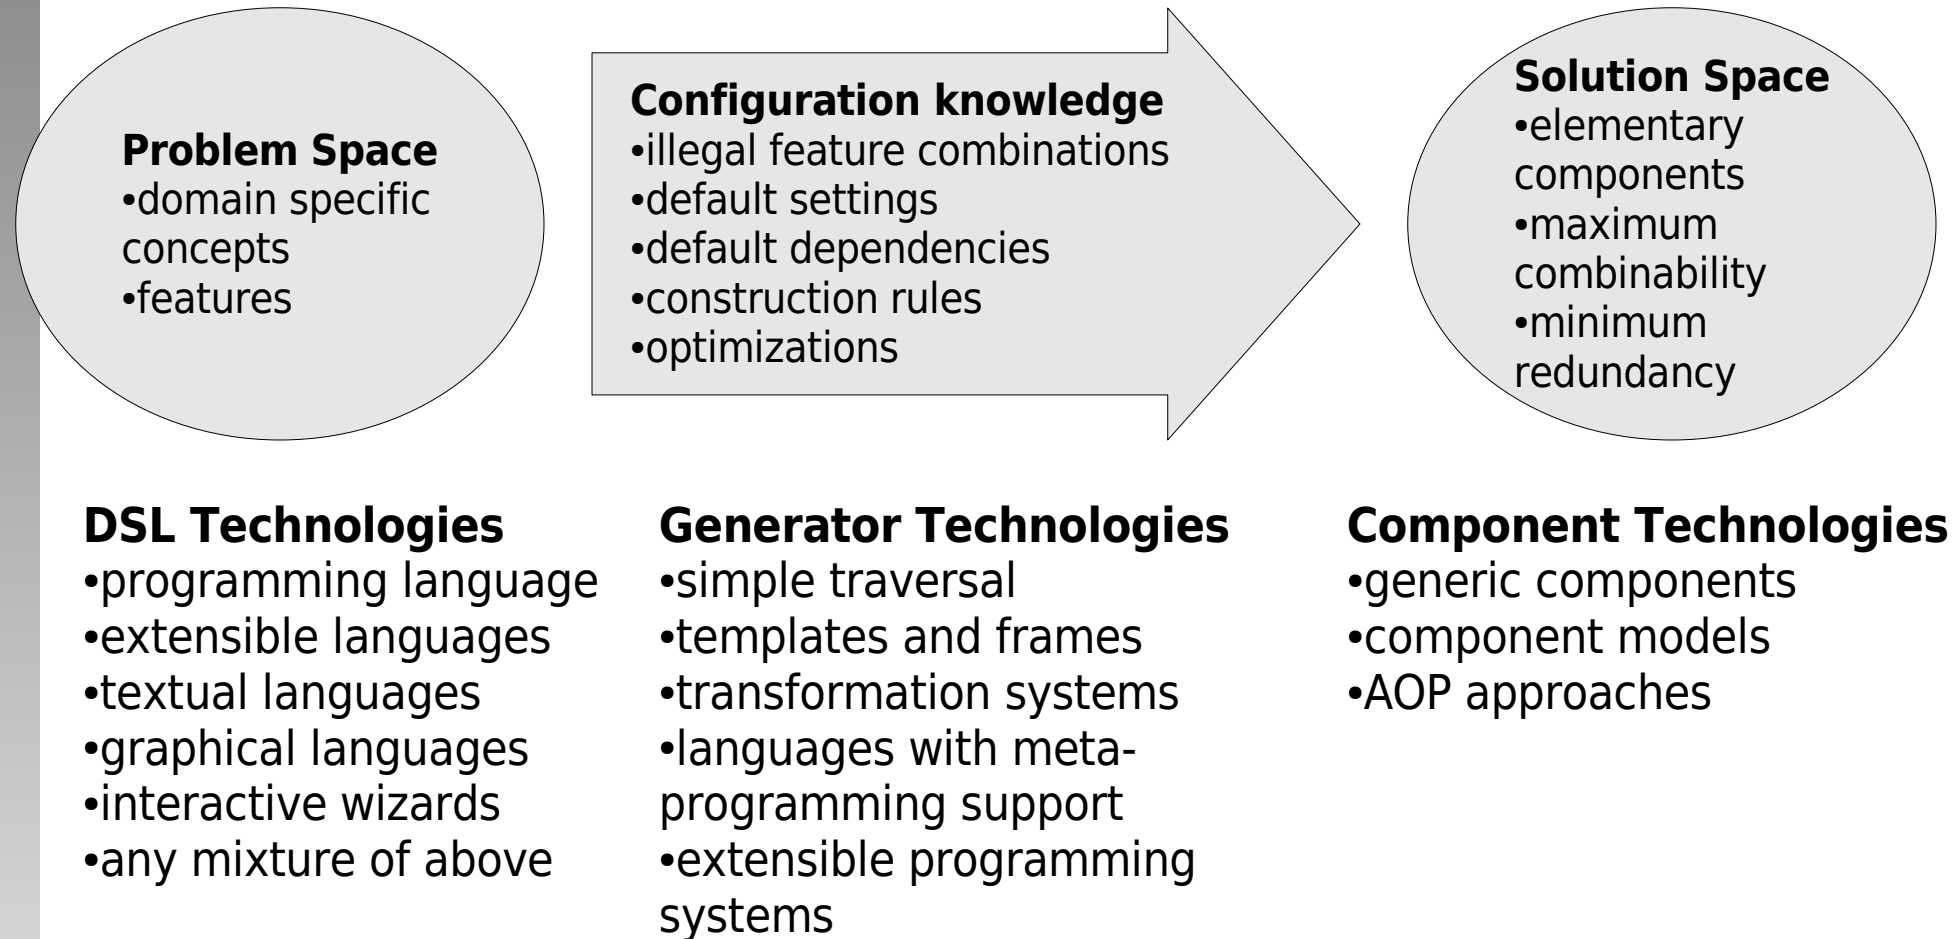 Problem Space
•domain specific
concepts
•features
Configuration knowledge
•illegal feature combinations
•default settings
•default dependencies
•construction rules
•optimizations
Solution Space
•elementary
components
•maximum
combinability
•minimum
redundancy
DSL Technologies
•programming language
•extensible languages
•textual languages
•graphical languages
•interactive wizards
•any mixture of above
Generator Technologies
•simple traversal
•templates and frames
•transformation systems
•languages with meta-
programming support
•extensible programming
systems
Component Technologies
•generic components
•component models
•AOP approaches